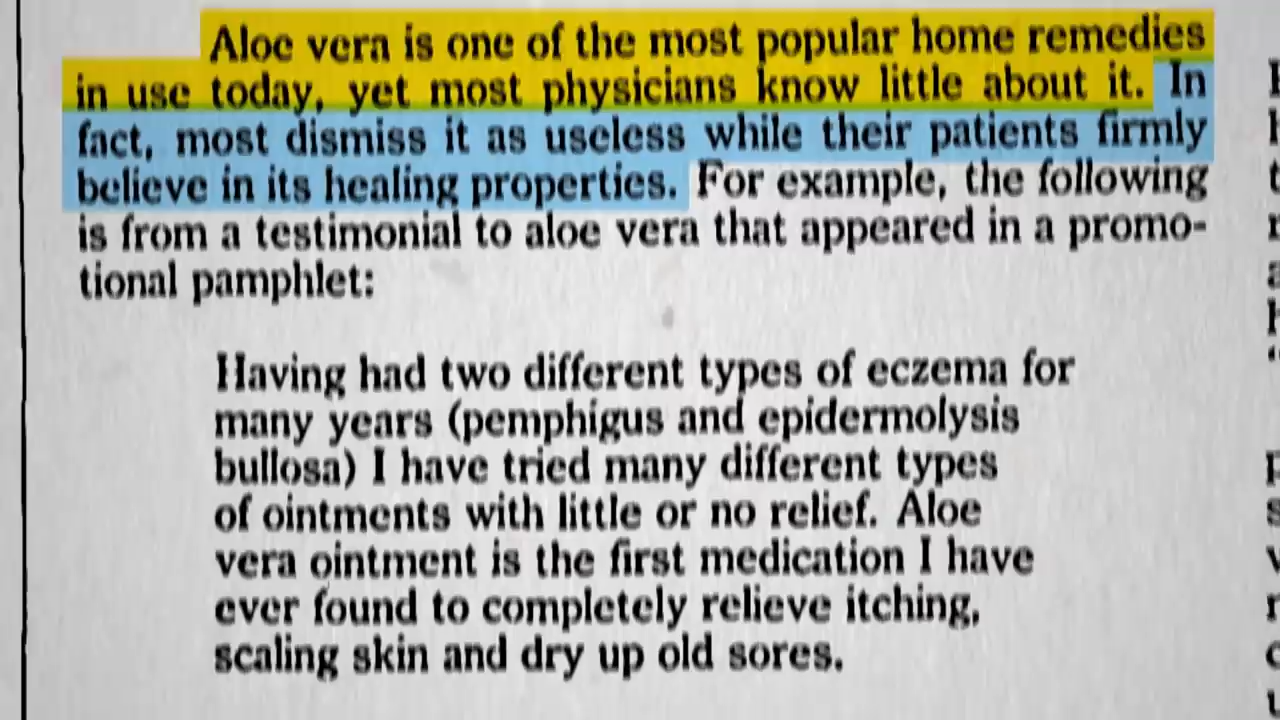 Aloe vera is one of the most popular home remedies
in use today, yet most physicians know little about it. In
fact, most dismiss it as useless while their patients firmly
believe in its healing properties. For example, the following
is from a testimonial to aloe vera that appeared in a promo-
tional pamphlet:
Having had two different types of eczema for
many years (pemphigus and epidermolysis
bullosa) I have tried many different types
of ointments with little or no relief. Aloe
vera ointment is the first medication I have
ever found to completely relieve itching,
scaling skin and dry up old sores.